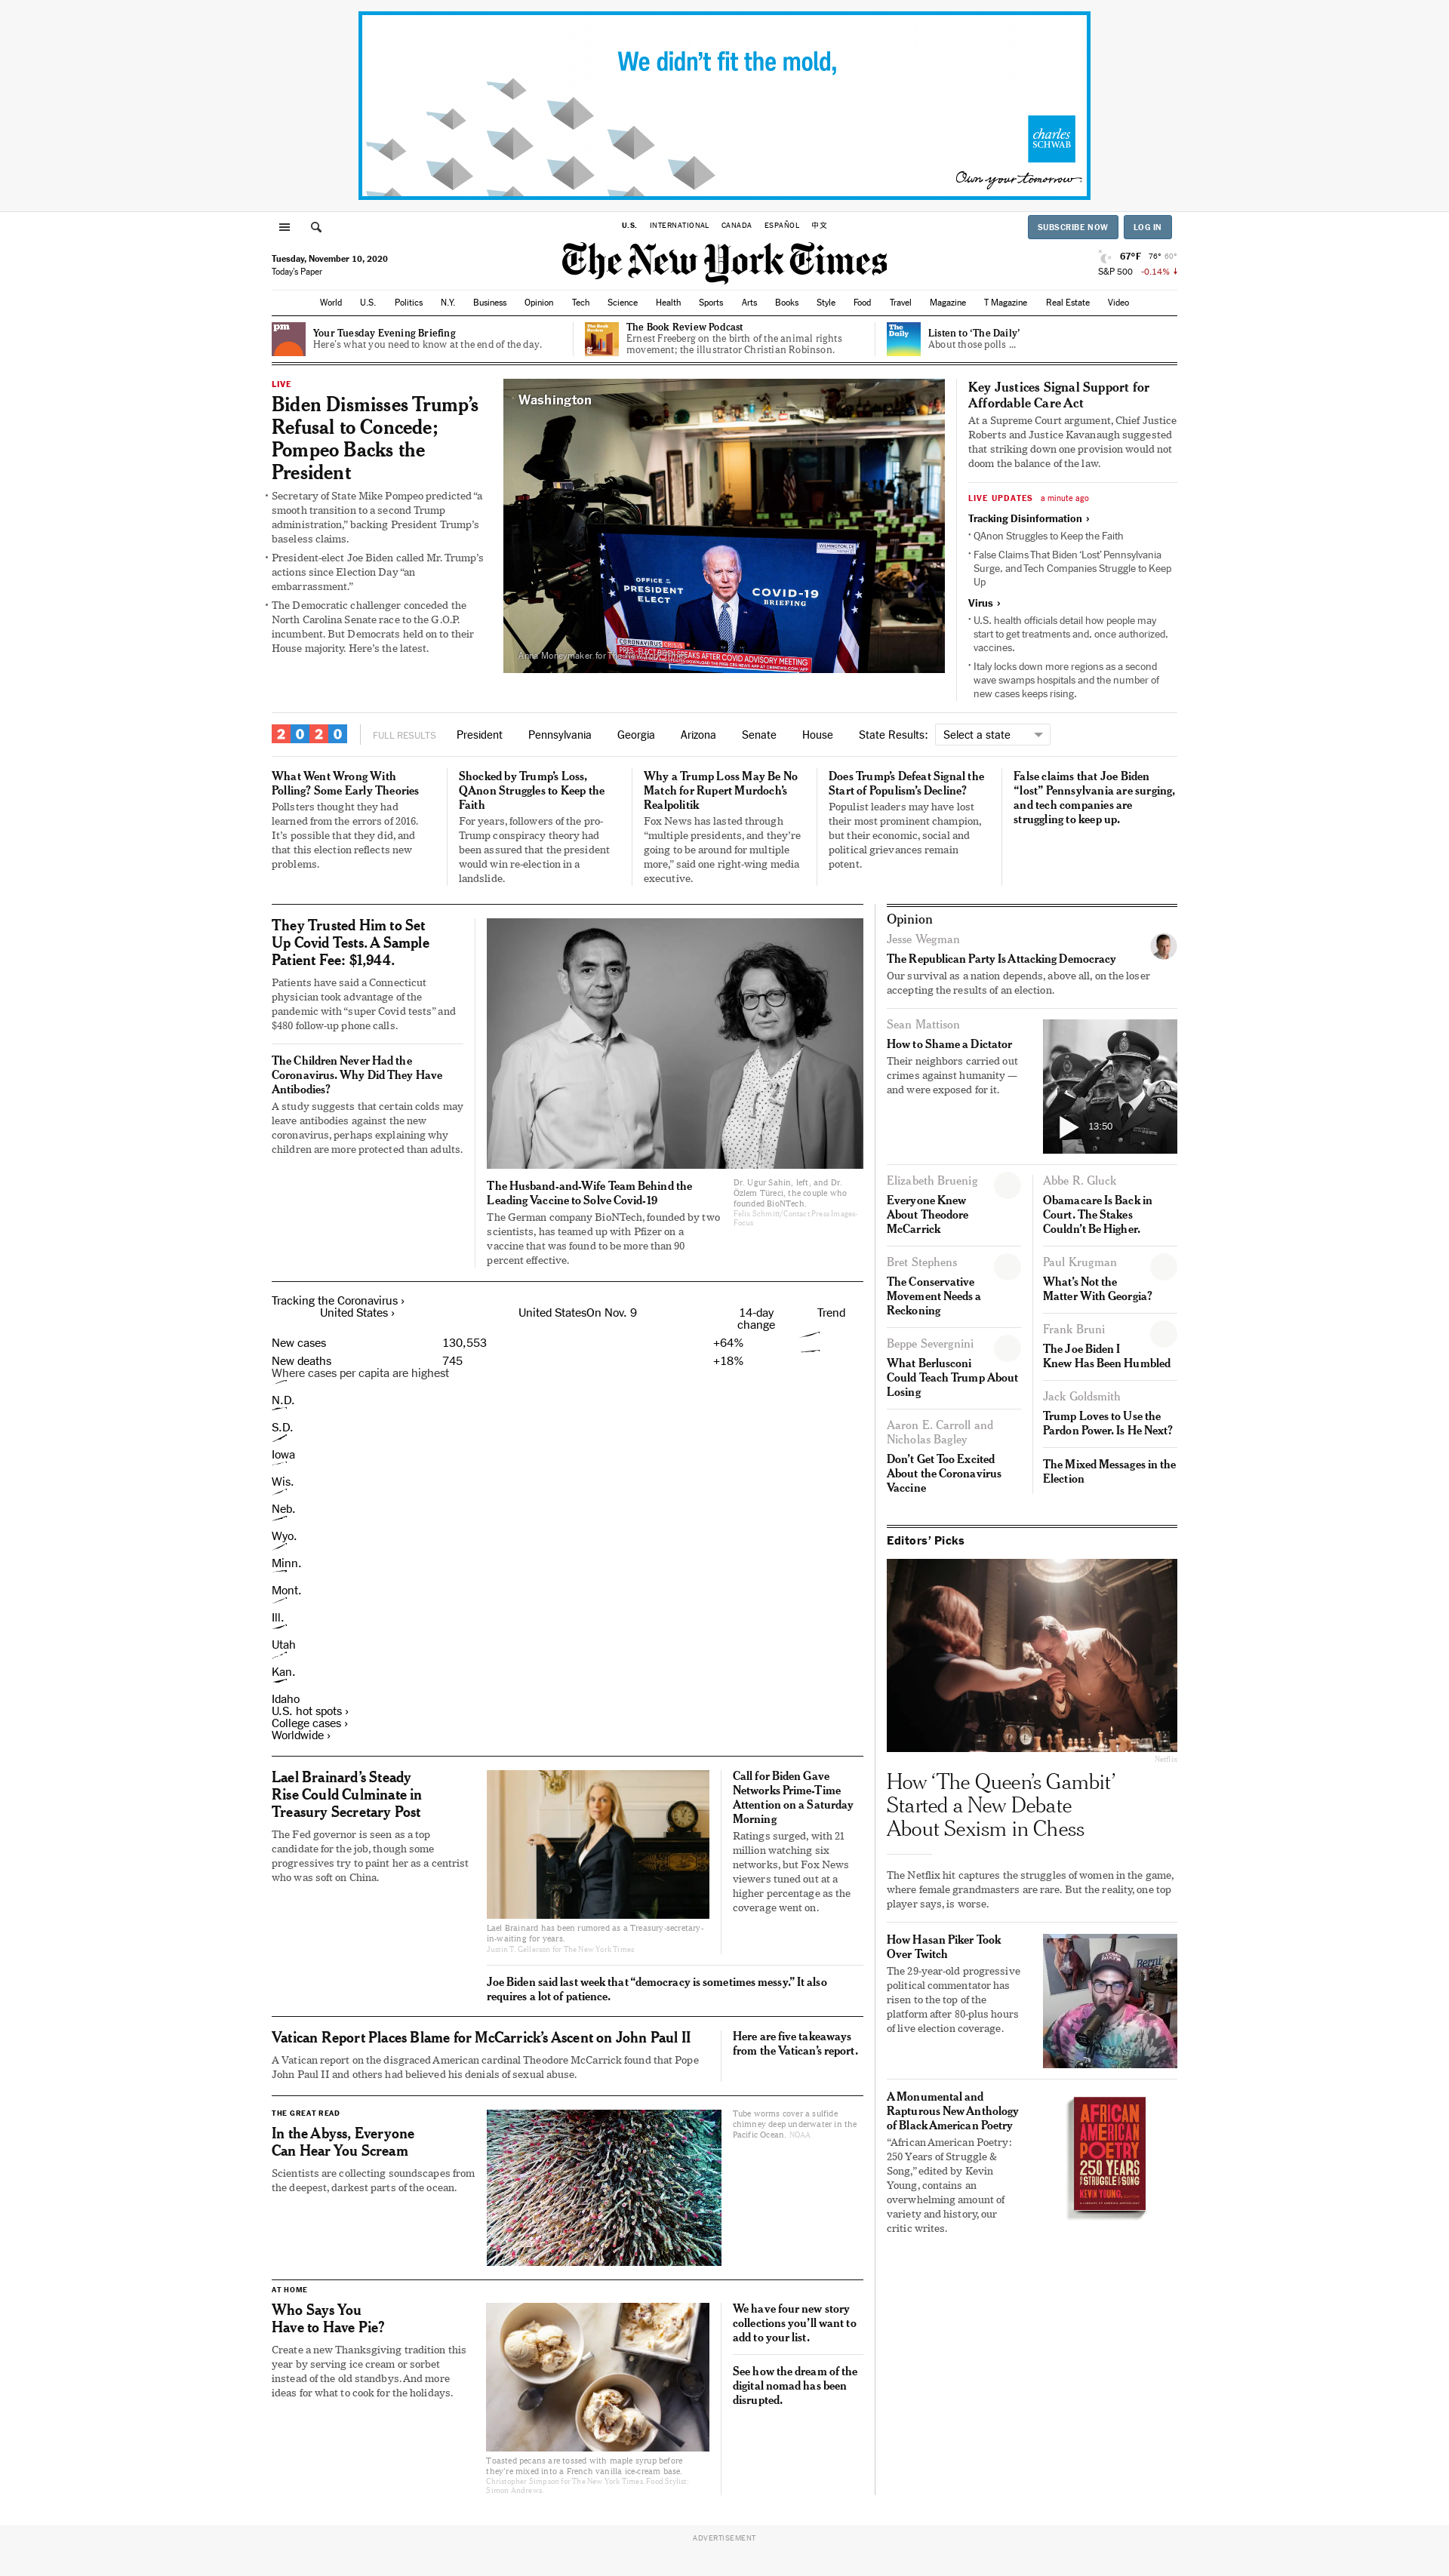 We didn't fit the mold,
charles
SCHWAB
Own your tomorrow
U.S. INTERNATIONAL CANADA ESPAÑOL 中文
SUBSCRIBE NOW LOG IN
The New York Times
Tuesday, November 10, 2020
Today's Paper
67°F 76° 60°
S&P 500 -0.14%
World U.S. Politics N.Y. Business Opinion Tech Science Health Sports Arts Books Style Food Travel Magazine T Magazine Real Estate Video
pm
Your Tuesday Evening Briefing
Here's what you need to know at the end of the day.
The Book Review
The Book Review Podcast
Ernest Freeberg on the birth of the animal rights
movement; the illustrator Christian Robinson.
The Daily
Listen to 'The Daily'
About those polls ...
LIVE
Biden Dismisses Trump's
Refusal to Concede;
Pompeo Backs the
President
• Secretary of State Mike Pompeo predicted “a
smooth transition to a second Trump
administration,” backing President Trump’s
baseless claims.
• President-elect Joe Biden called Mr. Trump’s
actions since Election Day “an
embarrassment.”
• The Democratic challenger conceded the
North Carolina Senate race to the G.O.P.
incumbent. But Democrats held on to their
House majority. Here’s the latest.
Washington
WASHINGTON, DE
OFFICE OF THE
PRESIDENT
ELECT
COVID-19
BRIEFING
CORONAVIRUS CRISIS
PRES.-ELECT BIDEN SPEAKS AFTER COVID ADVISORY MEETING
Anna Moneymaker for The New York Times
Key Justices Signal Support for
Affordable Care Act
At a Supreme Court argument, Chief Justice
Roberts and Justice Kavanaugh suggested
that striking down one provision would not
doom the balance of the law.
LIVE UPDATES a minute ago
Tracking Disinformation ›
• QAnon Struggles to Keep the Faith
• False Claims That Biden ‘Lost’ Pennsylvania
Surge, and Tech Companies Struggle to Keep
Up
Virus ›
• U.S. health officials detail how people may
start to get treatments and, once authorized,
vaccines.
• Italy locks down more regions as a second
wave swamps hospitals and the number of
new cases keeps rising.
2020 FULL RESULTS President Pennsylvania Georgia Arizona Senate House State Results: Select a state
What Went Wrong With
Polling? Some Early Theories
Pollsters thought they had
learned from the errors of 2016.
It’s possible that they did, and
that this election reflects new
problems.
Shocked by Trump’s Loss,
QAnon Struggles to Keep the
Faith
For years, followers of the pro-
Trump conspiracy theory had
been assured that the president
would win re-election in a
landslide.
Why a Trump Loss May Be No
Match for Rupert Murdoch’s
Realpolitik
Fox News has lasted through
“multiple presidents, and they’re
going to be around for multiple
more,” said one right-wing media
executive.
Does Trump’s Defeat Signal the
Start of Populism’s Decline?
Populist leaders may have lost
their most prominent champion,
but their economic, social and
political grievances remain
potent.
False claims that Joe Biden
“lost” Pennsylvania are surging,
and tech companies are
struggling to keep up.
They Trusted Him to Set
Up Covid Tests. A Sample
Patient Fee: $1,944.
Patients have said a Connecticut
physician took advantage of the
pandemic with “super Covid tests” and
$480 follow-up phone calls.
The Children Never Had the
Coronavirus. Why Did They Have
Antibodies?
A study suggests that certain colds may
leave antibodies against the new
coronavirus, perhaps explaining why
children are more protected than adults.
The Husband-and-Wife Team Behind the
Leading Vaccine to Solve Covid-19
The German company BioNTech, founded by two
scientists, has teamed up with Pfizer on a
vaccine that was found to be more than 90
percent effective.
Dr. Ugur Sahin, left, and Dr.
Özlem Türeci, the couple who
founded BioNTech.
Felix Schmitt/Contact Press Images-
Focus
Tracking the Coronavirus ›
United States › United StatesOn Nov. 9 14-day
change Trend
New cases 130,553 +64%
New deaths 745 +18%
Where cases per capita are highest
N.D.
S.D.
Iowa
Wis.
Neb.
Wyo.
Minn.
Mont.
Ill.
Utah
Kan.
Idaho
U.S. hot spots ›
College cases ›
Worldwide ›
Lael Brainard’s Steady
Rise Could Culminate in
Treasury Secretary Post
The Fed governor is seen as a top
candidate for the job, though some
progressives try to paint her as a centrist
who was soft on China.
Lael Brainard has been rumored as a Treasury-secretary-
in-waiting for years.
Justin T. Gellerson for The New York Times
Call for Biden Gave
Networks Prime-Time
Attention on a Saturday
Morning
Ratings surged, with 21
million watching six
networks, but Fox News
viewers tuned out at a
higher percentage as the
coverage went on.
Joe Biden said last week that “democracy is sometimes messy.” It also
requires a lot of patience.
Vatican Report Places Blame for McCarrick’s Ascent on John Paul II
A Vatican report on the disgraced American cardinal Theodore McCarrick found that Pope
John Paul II and others had believed his denials of sexual abuse.
Here are five takeaways
from the Vatican’s report.
THE GREAT READ
In the Abyss, Everyone
Can Hear You Scream
Scientists are collecting soundscapes from
the deepest, darkest parts of the ocean.
Tube worms cover a sulfide
chimney deep underwater in the
Pacific Ocean. NOAA
AT HOME
Who Says You
Have to Have Pie?
Create a new Thanksgiving tradition this
year by serving ice cream or sorbet
instead of the old standbys. And more
ideas for what to cook for the holidays.
Toasted pecans are tossed with maple syrup before
they’re mixed into a French vanilla ice-cream base.
Christopher Simpson for The New York Times. Food Stylist:
Simon Andrews.
We have four new story
collections you’ll want to
add to your list.
See how the dream of the
digital nomad has been
disrupted.
Opinion
Jesse Wegman
The Republican Party Is Attacking Democracy
Our survival as a nation depends, above all, on the loser
accepting the results of an election.
Sean Mattison
How to Shame a Dictator
Their neighbors carried out
crimes against humanity —
and were exposed for it.
13:50
Elizabeth Bruenig
Everyone Knew
About Theodore
McCarrick
Bret Stephens
The Conservative
Movement Needs a
Reckoning
Beppe Severgnini
What Berlusconi
Could Teach Trump About
Losing
Aaron E. Carroll and
Nicholas Bagley
Don’t Get Too Excited
About the Coronavirus
Vaccine
Abbe R. Gluck
Obamacare Is Back in
Court. The Stakes
Couldn’t Be Higher.
Paul Krugman
What’s Not the
Matter With Georgia?
Frank Bruni
The Joe Biden I
Knew Has Been Humbled
Jack Goldsmith
Trump Loves to Use the
Pardon Power. Is He Next?
The Mixed Messages in the
Election
Editors’ Picks
Netflix
How ‘The Queen’s Gambit’
Started a New Debate
About Sexism in Chess
The Netflix hit captures the struggles of women in the game,
where female grandmasters are rare. But the reality, one top
player says, is worse.
How Hasan Piker Took
Over Twitch
The 29-year-old progressive
political commentator has
risen to the top of the
platform after 80-plus hours
of live election coverage.
Berni
A Monumental and
Rapturous New Anthology
of Black American Poetry
“African American Poetry:
250 Years of Struggle &
Song,” edited by Kevin
Young, contains an
overwhelming amount of
variety and history, our
critic writes.
AFRICAN
AMERICAN
POETRY
250 YEARS
OF STRUGGLE & SONG
KEVIN YOUNG,
ADVERTISEMENT